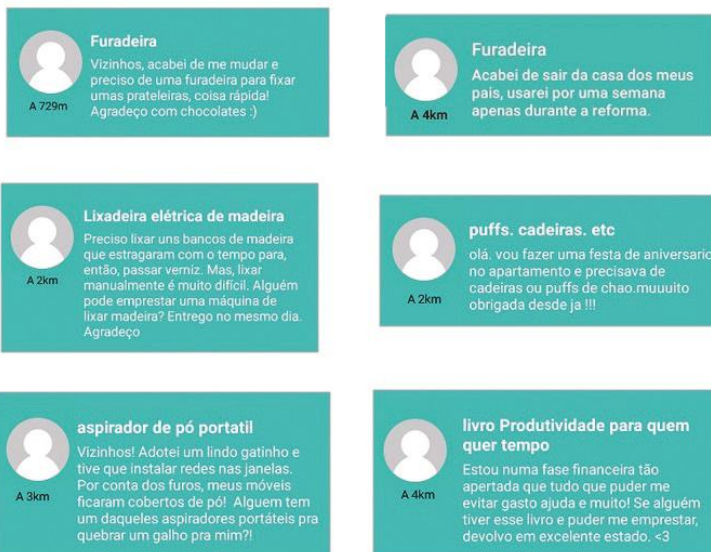 Furadeira
Vizinhos, acabei de me mudar e
preciso de uma furadeira para fixar
umas prateleiras, coisa rápida!
Agradeço com chocolates :)
A 729m
Furadeira
Acabei de sair da casa dos meus
pais, usarei por uma semana
apenas durante a reforma.
A 4km
Lixadeira elétrica de madeira
Preciso lixar uns bancos de madeira
que estragaram com o tempo para,
então, passar verniz. Mas, lixar
manualmente é muito difícil. Alguém
pode emprestar uma máquina de
lixar madeira? Entrego no mesmo dia.
Agradeço
A 2km
puffs. cadeiras. etc
olá. vou fazer uma festa de aniversario
no apartamento e precisava de
cadeiras ou puffs de chao.muuuito
obrigada desde ja !!!
A 2km
aspirador de pó portatil
Vizinhos! Adotei um lindo gatinho e
tive que instalar redes nas janelas.
Por conta dos furos, meus móveis
ficaram cobertos de pó! Alguem tem
um daqueles aspiradores portáteis pra
quebrar um galho pra mim?!
A 3km
livro Produtividade para quem
quer tempo
Estou numa fase financeira tão
apertada que tudo que puder me
evitar gasto ajuda e muito! Se alguém
tiver esse livro e puder me emprestar,
devolvo em excelente estado. <3
A 4km